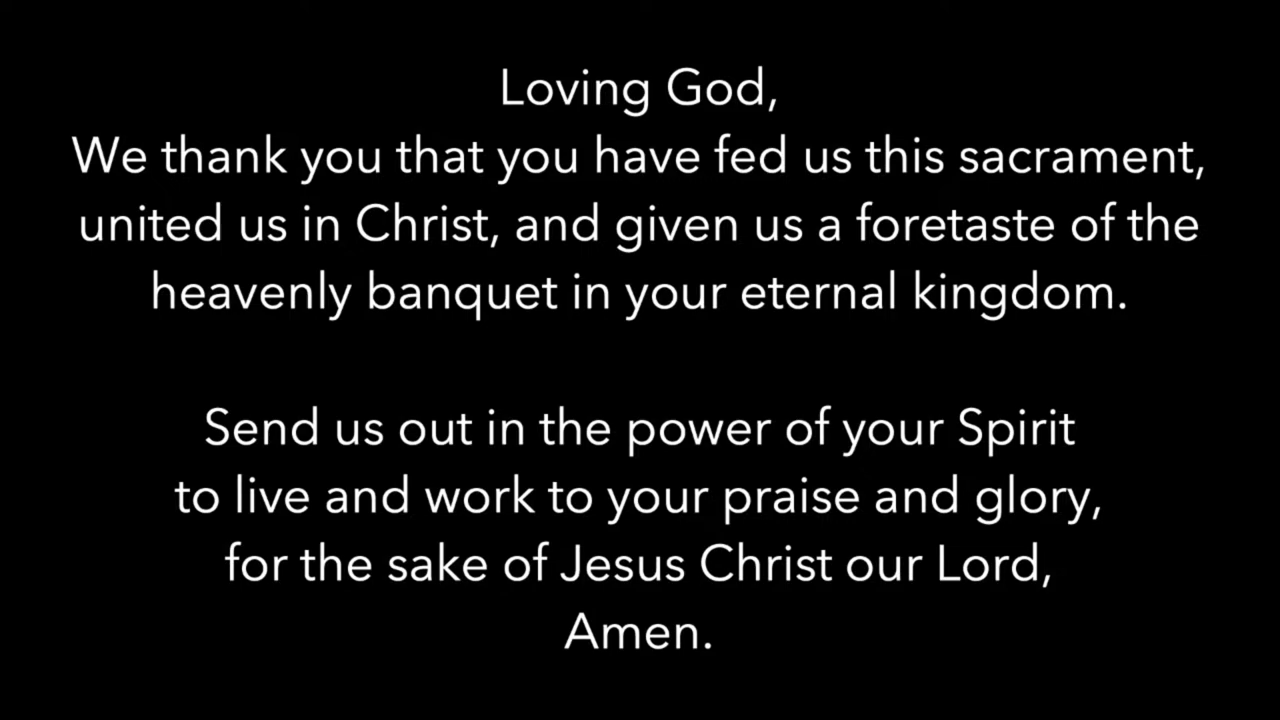 Loving God,
We thank you that you have fed us this sacrament,
united us in Christ, and given us a foretaste of the
heavenly banquet in your eternal kingdom.
Send us out in the power of your Spirit
to live and work to your praise and glory,
for the sake of Jesus Christ our Lord,
Amen.